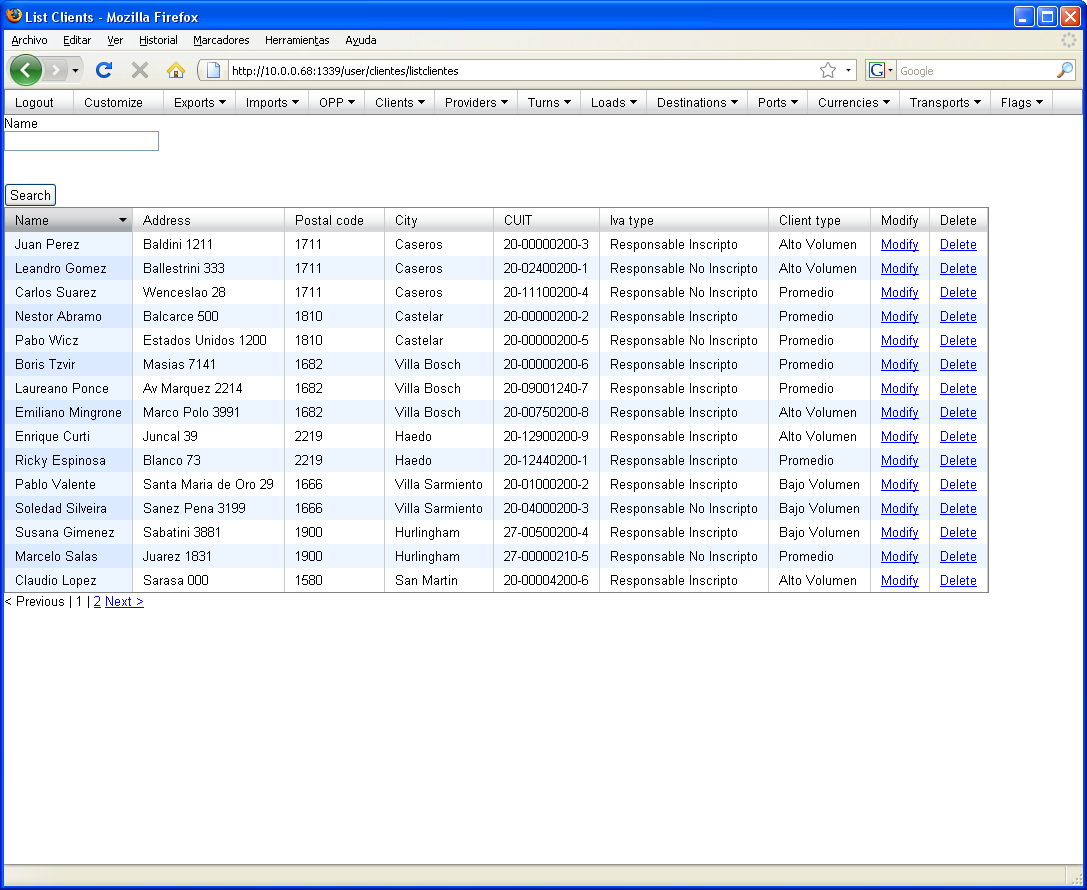 List Clients - Mozilla Firefox
Archivo Editar Ver Historial Marcadores Herramientas Ayuda
http://10.0.0.68:1339/user/clientes/listclientes G Google
Logout Customize Exports Imports OPP Clients Providers Turns Loads Destinations Ports Currencies Transports Flags
Name
Search
Name Address Postal code City CUIT Iva type Client type Modify Delete
Juan Perez Baldini 1211 1711 Caseros 20-00000200-3 Responsable Inscripto Alto Volumen Modify Delete
Leandro Gomez Ballestrini 333 1711 Caseros 20-02400200-1 Responsable No Inscripto Alto Volumen Modify Delete
Carlos Suarez Wenceslao 28 1711 Caseros 20-11100200-4 Responsable No Inscripto Promedio Modify Delete
Nestor Abramo Balcarce 500 1810 Castelar 20-00000200-2 Responsable Inscripto Promedio Modify Delete
Pabo Wicz Estados Unidos 1200 1810 Castelar 20-00000200-5 Responsable No Inscripto Promedio Modify Delete
Boris Tzvir Masias 7141 1682 Villa Bosch 20-00000200-6 Responsable Inscripto Promedio Modify Delete
Laureano Ponce Av Marquez 2214 1682 Villa Bosch 20-09001240-7 Responsable Inscripto Promedio Modify Delete
Emiliano Mingrone Marco Polo 3991 1682 Villa Bosch 20-00750200-8 Responsable Inscripto Alto Volumen Modify Delete
Enrique Curti Juncal 39 2219 Haedo 20-12900200-9 Responsable Inscripto Alto Volumen Modify Delete
Ricky Espinosa Blanco 73 2219 Haedo 20-12440200-1 Responsable Inscripto Promedio Modify Delete
Pablo Valente Santa Maria de Oro 29 1666 Villa Sarmiento 20-01000200-2 Responsable Inscripto Bajo Volumen Modify Delete
Soledad Silveira Sanez Pena 3199 1666 Villa Sarmiento 20-04000200-3 Responsable No Inscripto Bajo Volumen Modify Delete
Susana Gimenez Sabatini 3881 1900 Hurlingham 27-00500200-4 Responsable Inscripto Bajo Volumen Modify Delete
Marcelo Salas Juarez 1831 1900 Hurlingham 27-00000210-5 Responsable No Inscripto Promedio Modify Delete
Claudio Lopez Sarasa 000 1580 San Martin 20-00004200-6 Responsable Inscripto Alto Volumen Modify Delete
< Previous | 1 | 2 Next >